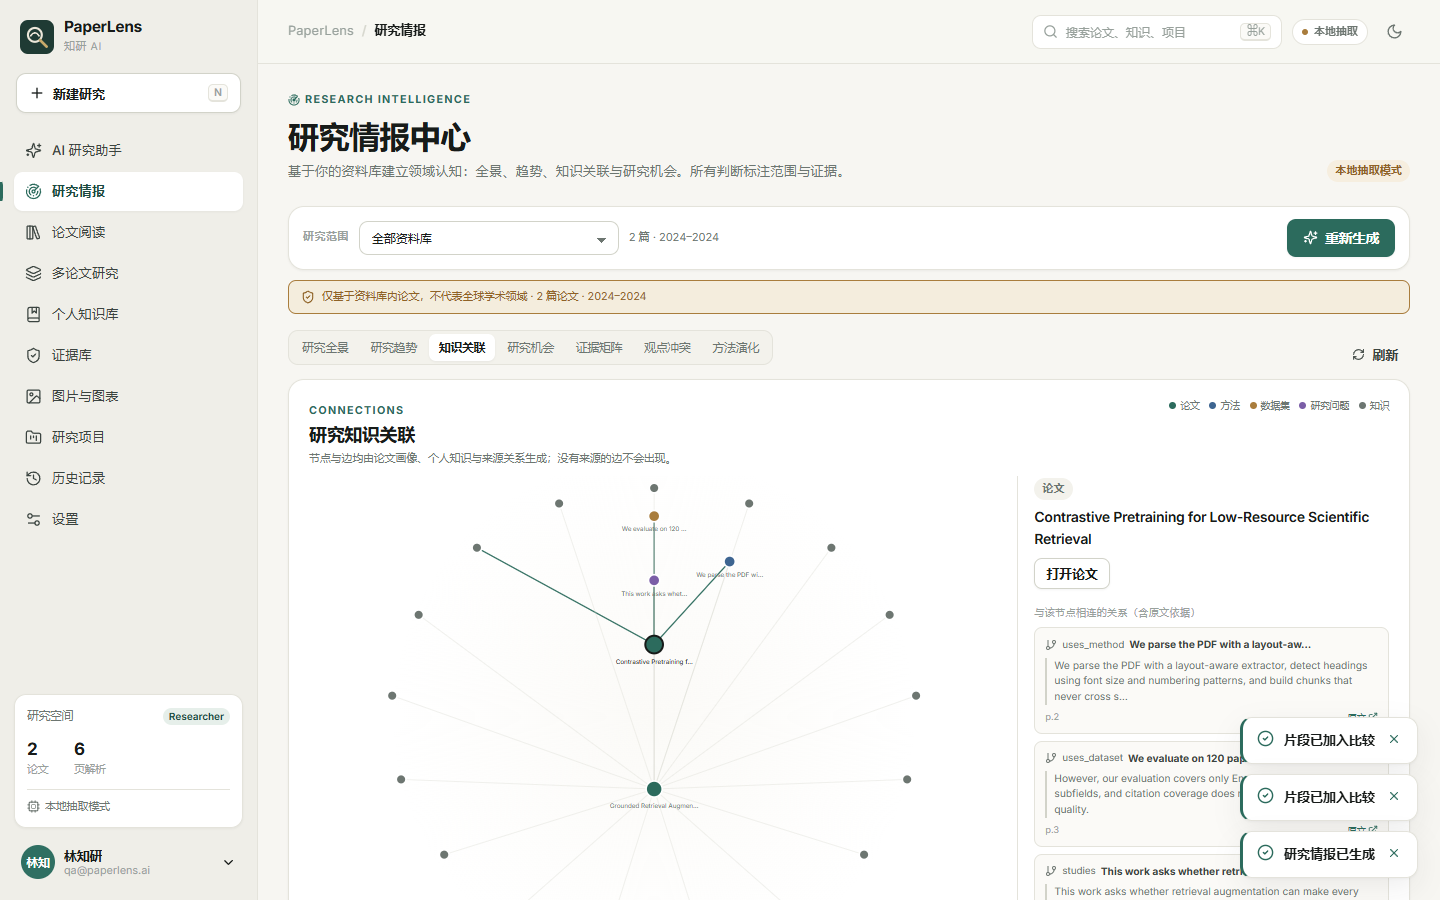 PaperLens
知研 AI
新建研究 N
AI 研究助手
研究情报
论文阅读
多论文研究
个人知识库
证据库
图片与图表
研究项目
历史记录
设置
研究空间 Researcher
2 6
论文 页解析
本地抽取模式
林知 林知研
qa@paperlens.ai
PaperLens / 研究情报
搜索论文、知识、项目 ⌘K
本地抽取
RESEARCH INTELLIGENCE
研究情报中心
基于你的资料库建立领域认知：全景、趋势、知识关联与研究机会。所有判断标注范围与证据。
本地抽取模式
研究范围 全部资料库 2 篇 · 2024–2024
重新生成
仅基于资料库内论文，不代表全球学术领域 · 2 篇论文 · 2024–2024
研究全景 研究趋势 知识关联 研究机会 证据矩阵 观点冲突 方法演化
刷新
CONNECTIONS
研究知识关联
节点与边均由论文画像、个人知识与来源关系生成；没有来源的边不会出现。
论文 方法 数据集 研究问题 知识
We evaluate on 120 ...
We parse the PDF wi...
This work asks whet...
Contrastive Pretraining f...
Grounded Retrieval Augmen...
论文
Contrastive Pretraining for Low-Resource Scientific
Retrieval
打开论文
与该节点相连的关系（含原文依据）
uses_method We parse the PDF with a layout-aw...
We parse the PDF with a layout-aware extractor, detect headings
using font size and numbering patterns, and build chunks that
never cross s...
p.2 原文
uses_dataset We evaluate on 120 pap
However, our evaluation covers only En
subfields, and citation coverage does n
quality.
p.3 原文
studies This work asks whether retri
This work asks whether retrieval augmentation can make every
片段已加入比较
片段已加入比较
研究情报已生成